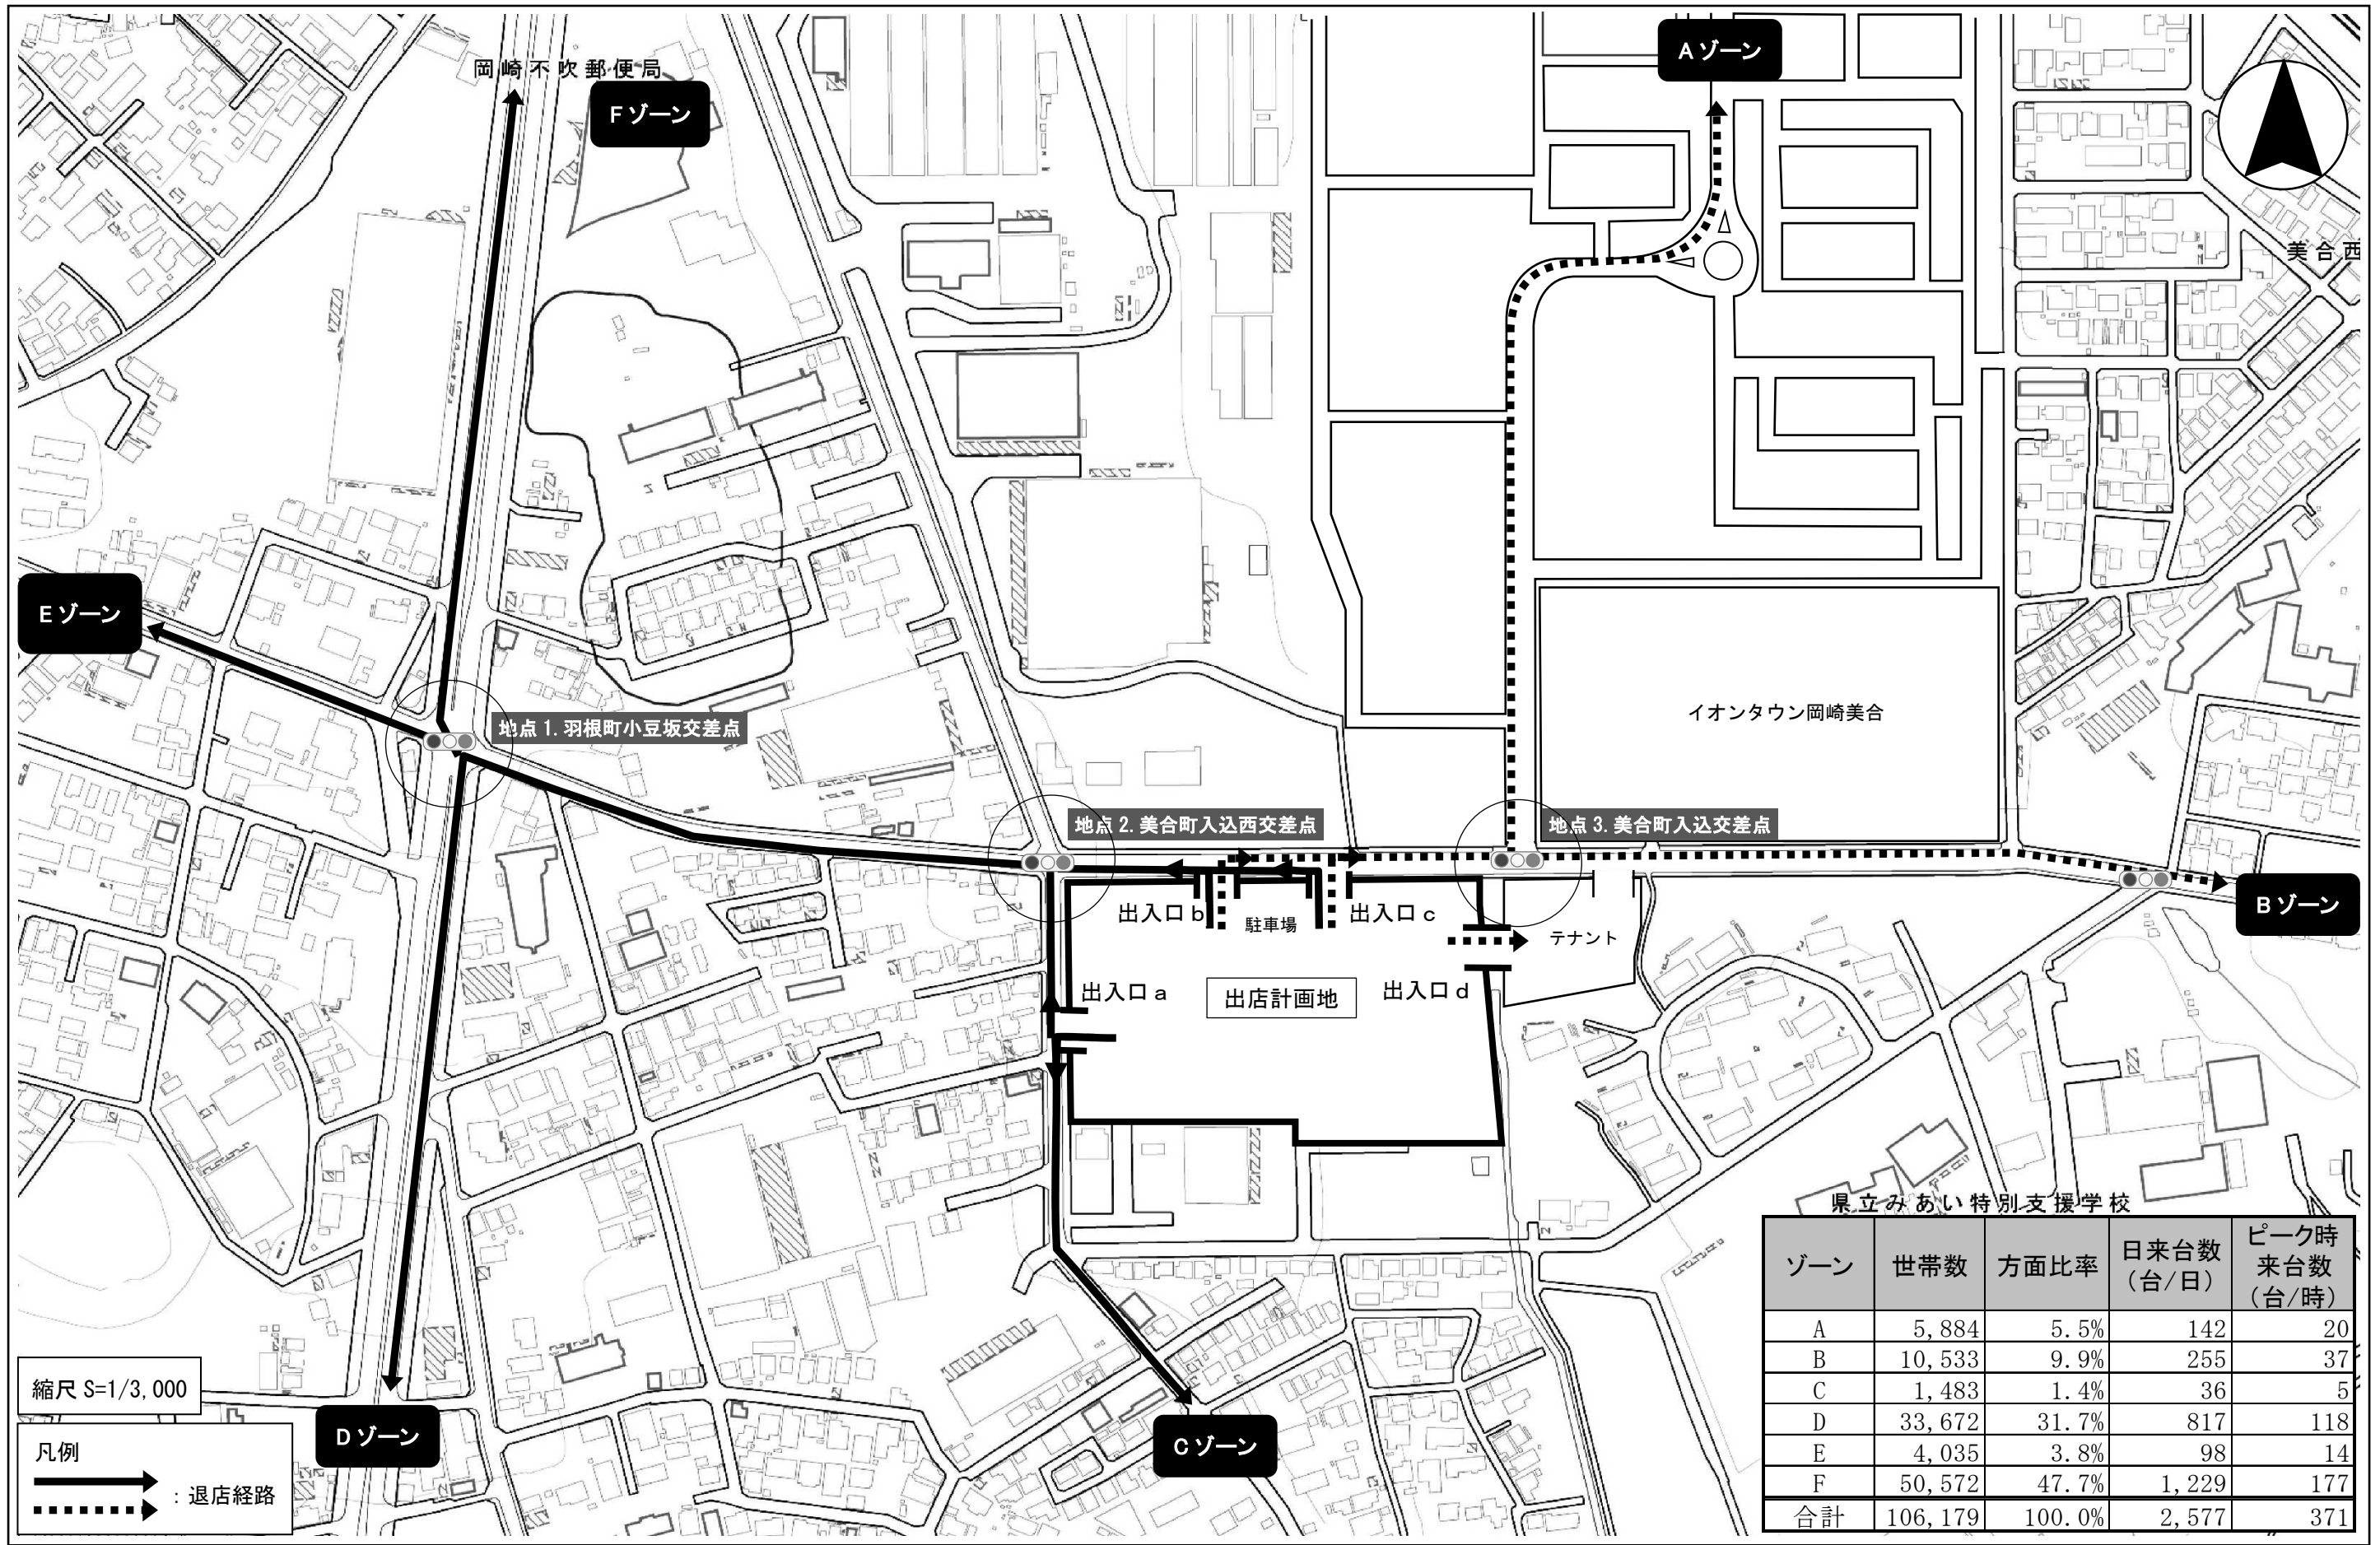 Aゾーン
岡崎不吹郵便局
Fゾーン
美合西
Eゾーン
イオンタウン岡崎美合
地点1.羽根町小豆坂交差点
地点2.美合町入込西交差点
地点3.美合町入込交差点
出入口b
駐車場
出入口c
Bゾーン
テナント
出入口a
出店計画地
出入口d
県立みあい特別支援学校
ゾーン 世帯数 方面比率 日来台数(台/日) ピーク時来台数(台/時)
A 5,884 5.5% 142 20
B 10,533 9.9% 255 37
C 1,483 1.4% 36 5
D 33,672 31.7% 817 118
E 4,035 3.8% 98 14
F 50,572 47.7% 1,229 177
合計 106,179 100.0% 2,577 371
縮尺 S=1/3,000
Dゾーン
Cゾーン
凡例
：退店経路